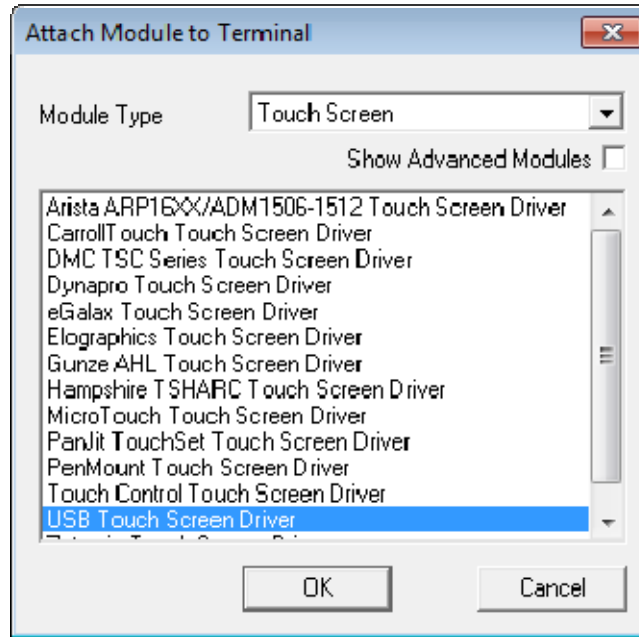 Attach Module to Terminal
Module Type
Touch Screen
Show Advanced Modules
Arista ARP16XX/ADM1506-1512 Touch Screen Driver
CarrollTouch Touch Screen Driver
DMC TSC Series Touch Screen Driver
Dynapro Touch Screen Driver
eGalax Touch Screen Driver
Elographics Touch Screen Driver
Gunze AHL Touch Screen Driver
Hampshire TSHARC Touch Screen Driver
MicroTouch Touch Screen Driver
PanJit TouchSet Touch Screen Driver
PenMount Touch Screen Driver
Touch Control Touch Screen Driver
USB Touch Screen Driver
OK
Cancel